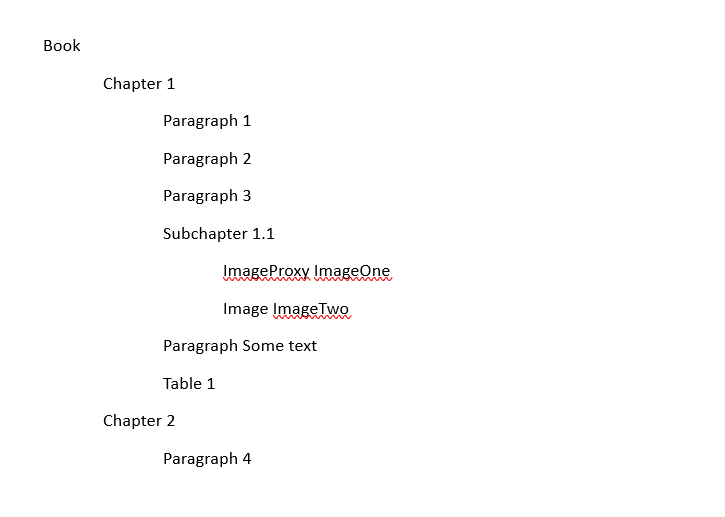 Book
Chapter 1
Paragraph 1
Paragraph 2
Paragraph 3
Subchapter 1.1
ImageProxy ImageOne
Image ImageTwo
Paragraph Some text
Table 1
Chapter 2
Paragraph 4